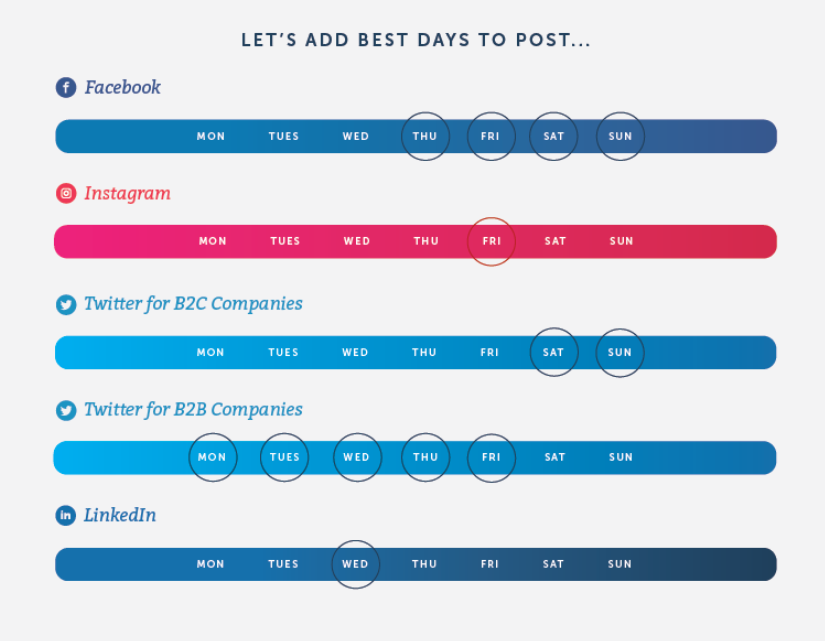 LET'S ADD BEST DAYS TO POST...
Facebook
MON TUES WED THU FRI SAT SUN
Instagram
MON TUES WED THU FRI SAT SUN
Twitter for B2C Companies
MON TUES WED THU FRI SAT SUN
Twitter for B2B Companies
MON TUES WED THU FRI SAT SUN
LinkedIn
MON TUES WED THU FRI SAT SUN